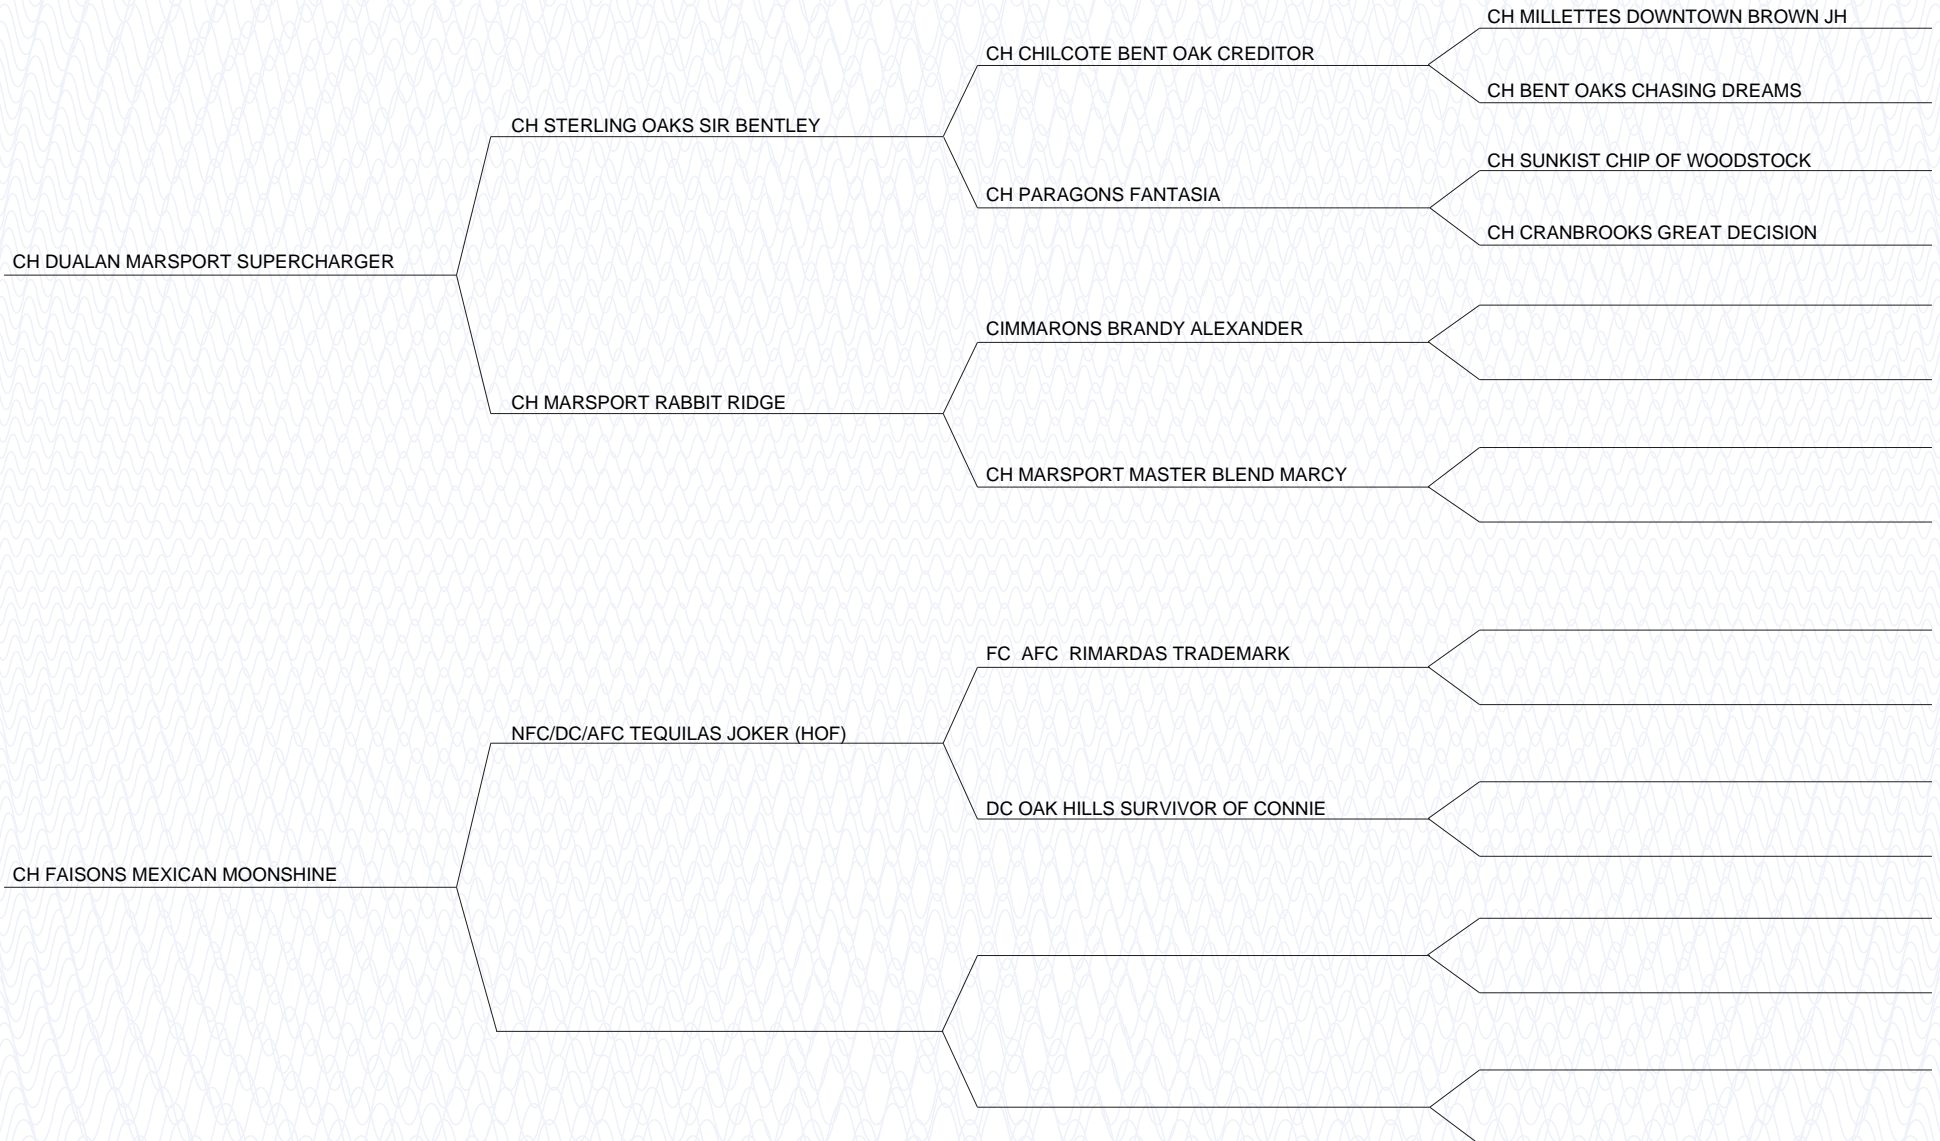 CH MILLETTES DOWNTOWN BROWN JH
CH CHILCOTE BENT OAK CREDITOR
CH BENT OAKS CHASING DREAMS
CH STERLING OAKS SIR BENTLEY
CH SUNKIST CHIP OF WOODSTOCK
CH PARAGONS FANTASIA
CH CRANBROOKS GREAT DECISION
CH DUALAN MARSPORT SUPERCHARGER
CIMMARONS BRANDY ALEXANDER
CH MARSPORT RABBIT RIDGE
CH MARSPORT MASTER BLEND MARCY
FC  AFC  RIMARDAS TRADEMARK
NFC/DC/AFC TEQUILAS JOKER (HOF)
DC OAK HILLS SURVIVOR OF CONNIE
CH FAISONS MEXICAN MOONSHINE